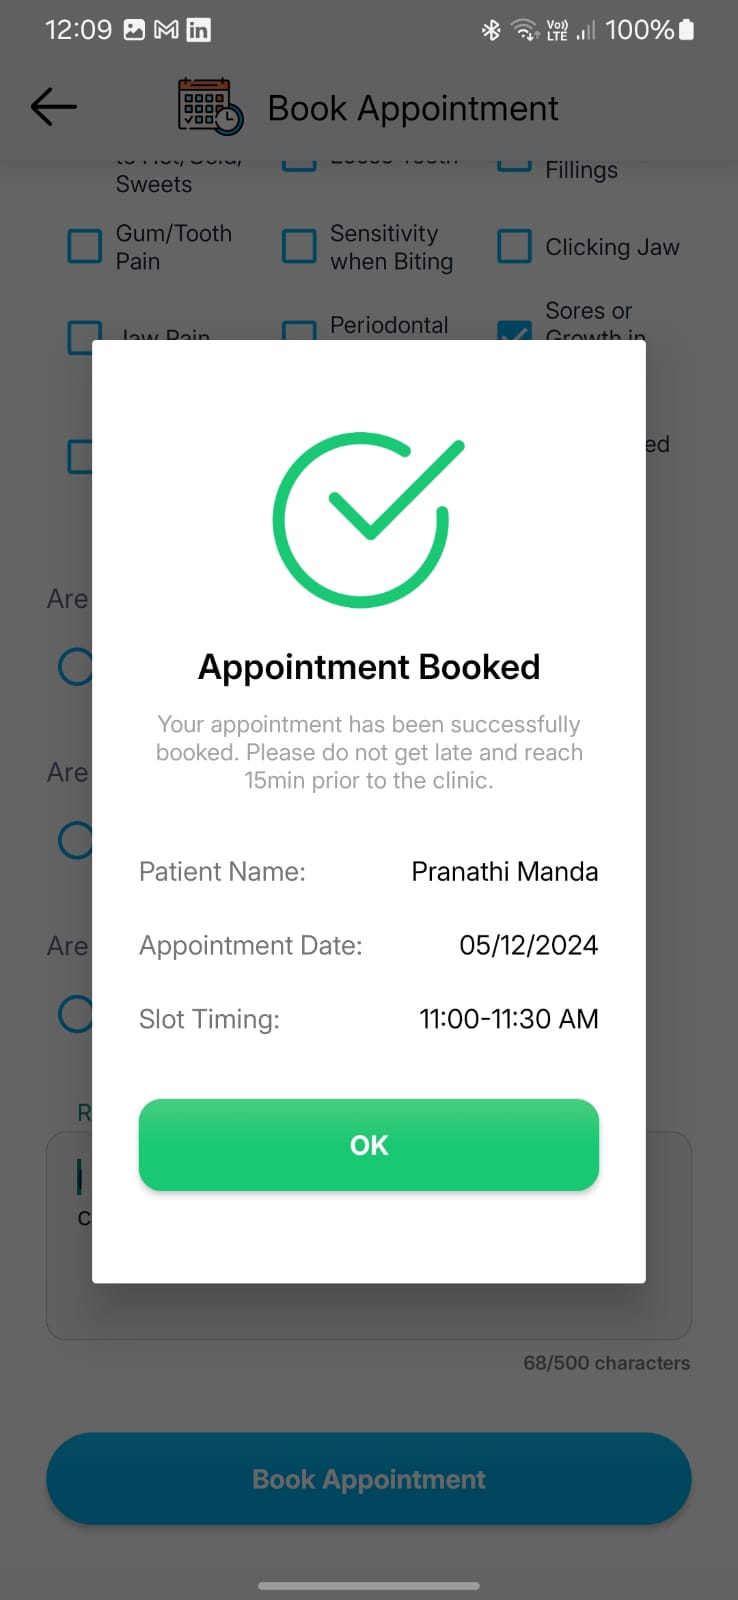 12:09
Vo))
LTE
100%
Book Appointment
Sweets
Fillings
Gum/Tooth
Pain
Sensitivity
when Biting
Clicking Jaw
Jaw Pain
Periodontal
Sores or
Growth in
ed
Are
Appointment Booked
Your appointment has been successfully
booked. Please do not get late and reach
15min prior to the clinic.
Are
Patient Name: Pranathi Manda
Are
Appointment Date: 05/12/2024
Slot Timing: 11:00-11:30 AM
R
OK
c
68/500 characters
Book Appointment